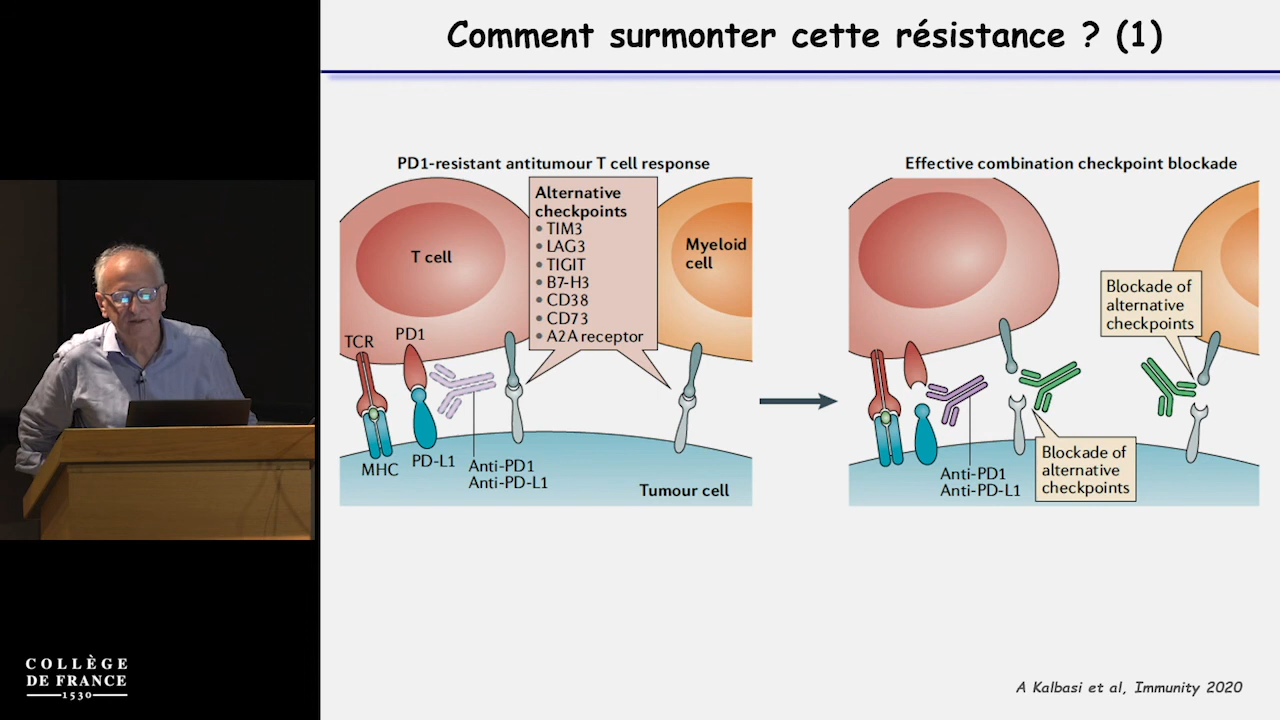 Comment surmonter cette résistance ? (1)
PD1-resistant antitumour T cell response
Alternative
checkpoints
• TIM3
• LAG3
• TIGIT
• B7-H3
• CD38
• CD73
• A2A receptor
T cell
Myeloid
cell
TCR
PD1
MHC
PD-L1
Anti-PD1
Anti-PD-L1
Tumour cell
Effective combination checkpoint blockade
Blockade of
alternative
checkpoints
Anti-PD1
Anti-PD-L1
Blockade of
alternative
checkpoints
A Kalbasi et al, Immunity 2020
COLLÈGE
DE FRANCE
1530